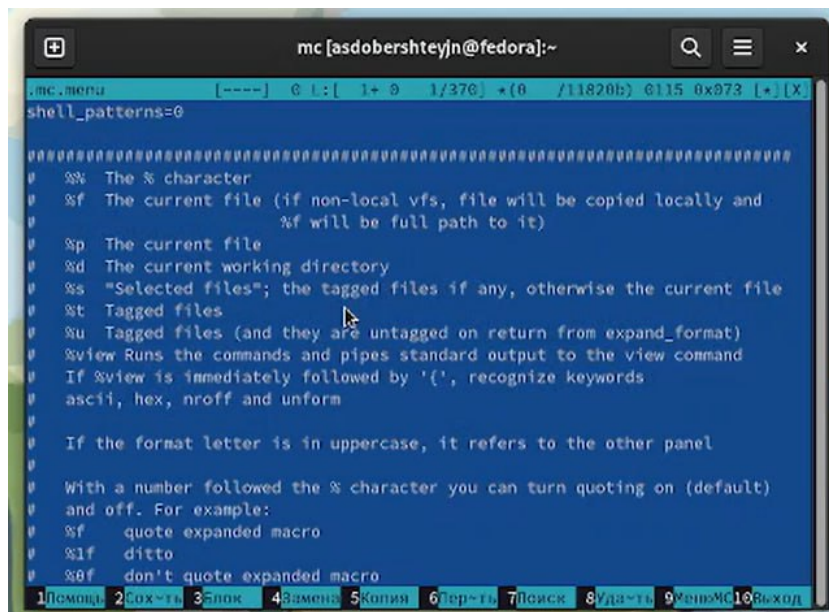 mc [asdobershteyjn@fedora]:~
.mc.menu [----] 0 L:[ 1+ 0 1/370] *(0 /11820b) 0115 0x073 [*][X]
shell_patterns=0
################################################################################
# %% The % character
# %f The current file (if non-local vfs, file will be copied locally and
# %f will be full path to it)
# %p The current file
# %d The current working directory
# %s "Selected files"; the tagged files if any, otherwise the current file
# %t Tagged files
# %u Tagged files (and they are untagged on return from expand_format)
# %view Runs the commands and pipes standard output to the view command
# If %view is immediately followed by '{', recognize keywords
# ascii, hex, nroff and unform
#
# If the format letter is in uppercase, it refers to the other panel
#
# With a number followed the % character you can turn quoting on (default)
# and off. For example:
# %f quote expanded macro
# %1f ditto
# %0f don't quote expanded macro
1Помощь 2Сох~ть 3Блок 4Замена 5Копия 6Пер~ть 7Поиск 8Уда~ть 9МенюMC 10Выход